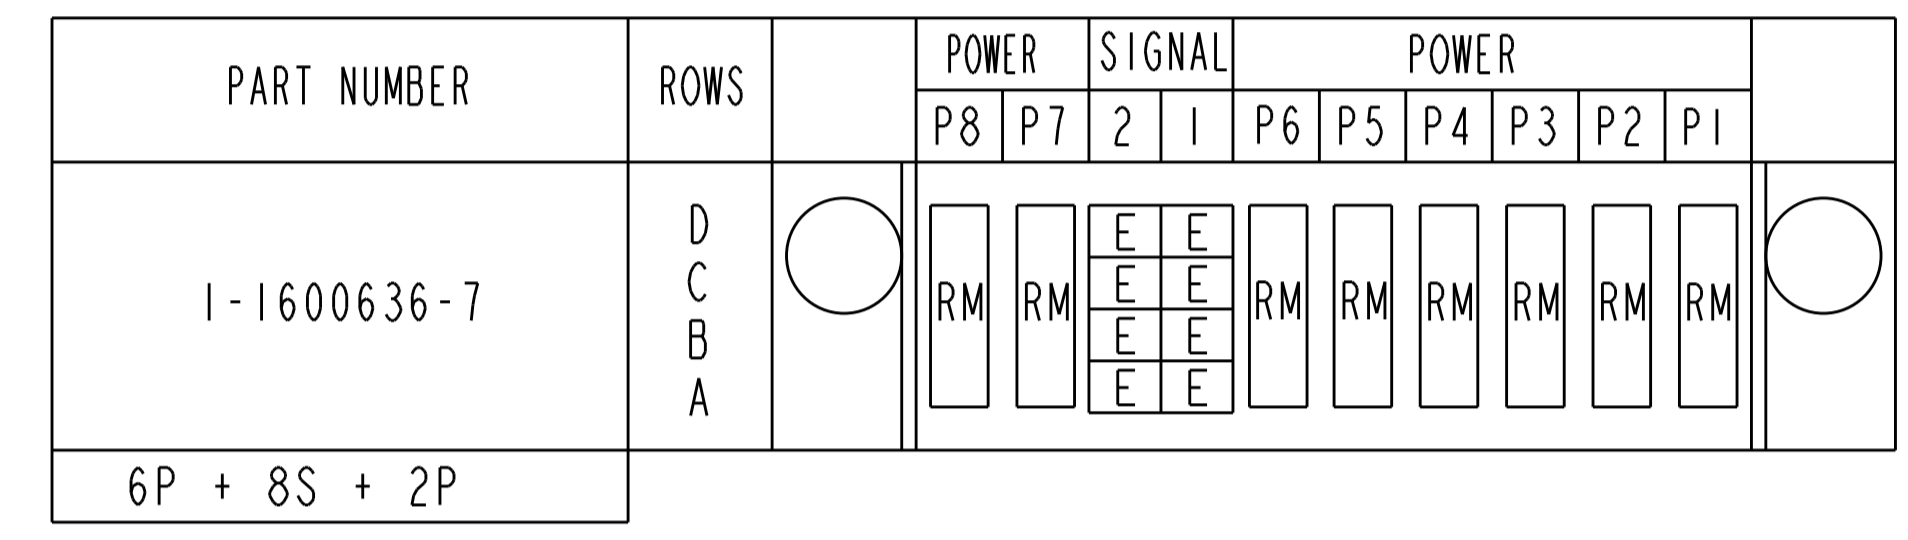 PART NUMBER ROWS POWER SIGNAL POWER
P8 P7 2 1 P6 P5 P4 P3 P2 P1
1-1600636-7
D E E
C E E
RM RM RM RM RM RM RM RM
B E E
A E E
6P + 8S + 2P